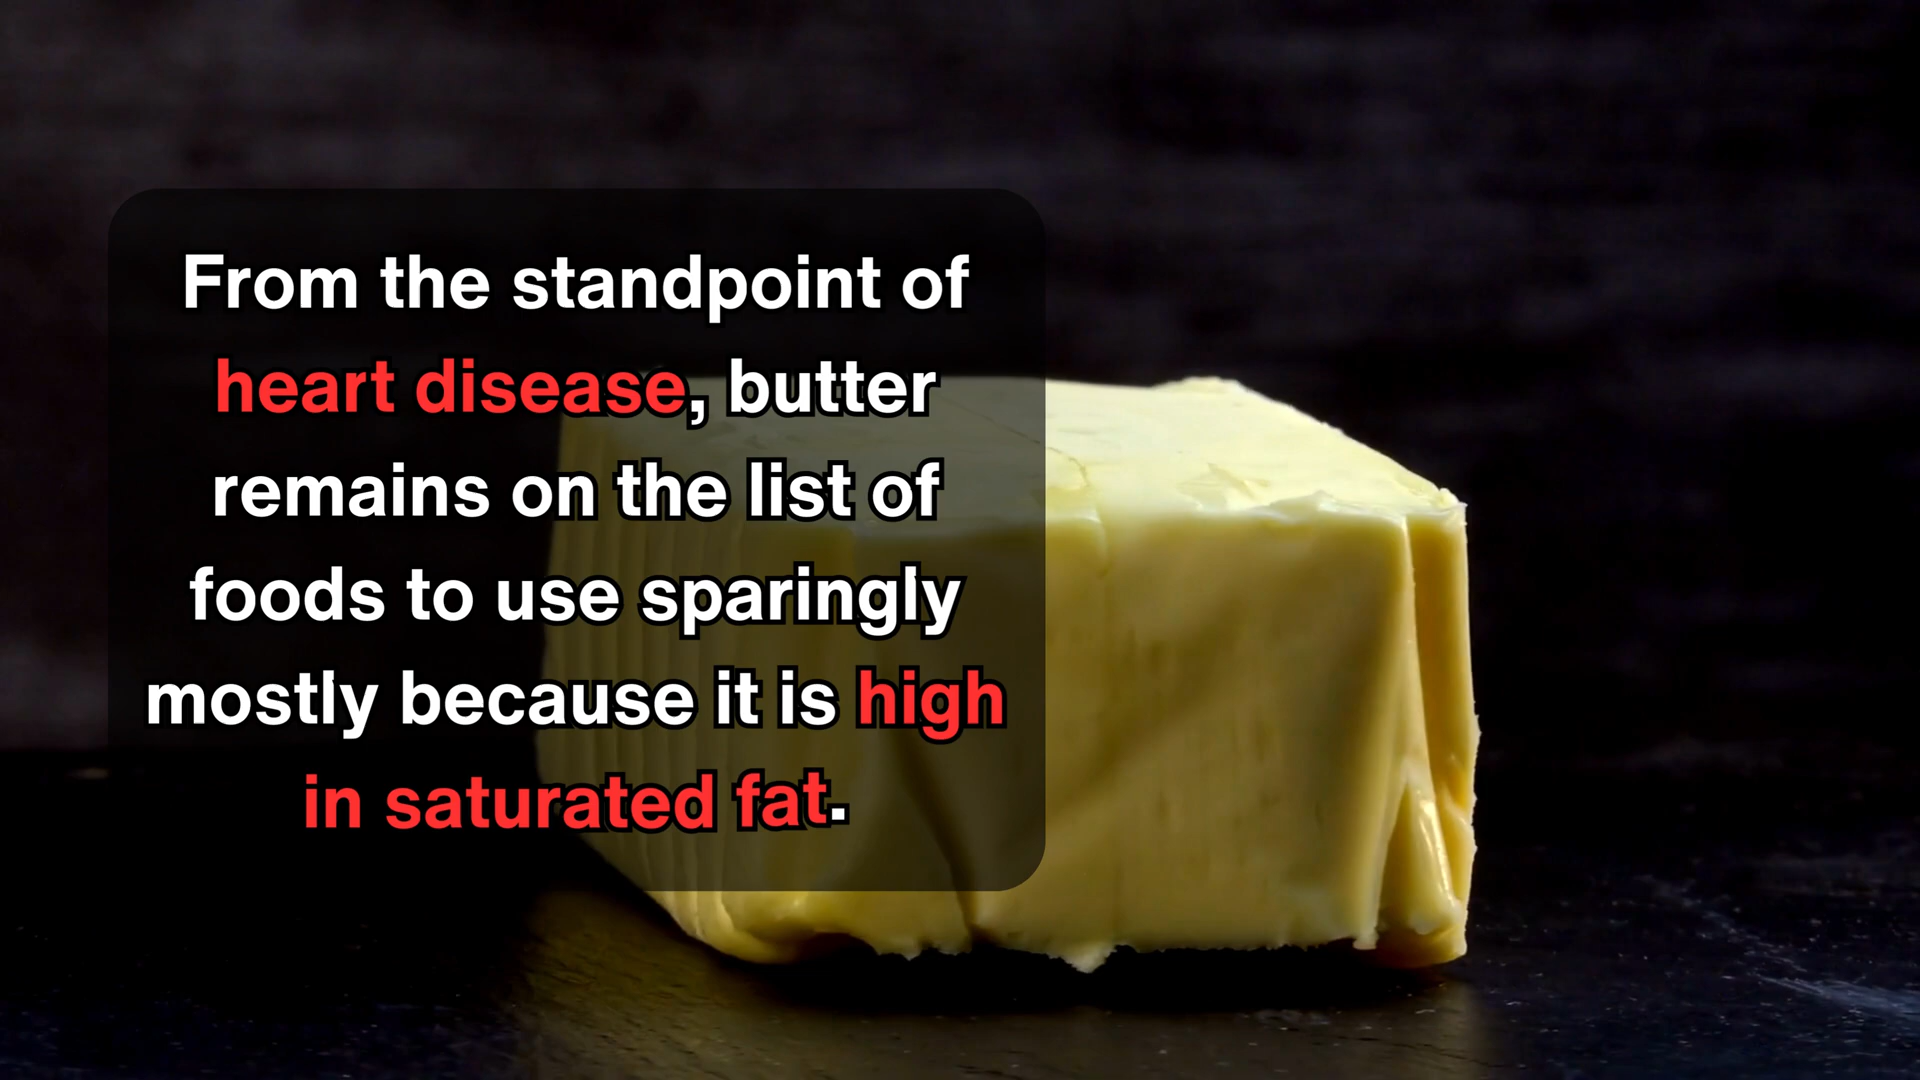 From the standpoint of
heart disease, butter
remains on the list of
foods to use sparingly
mostly because it is high
in saturated fat.